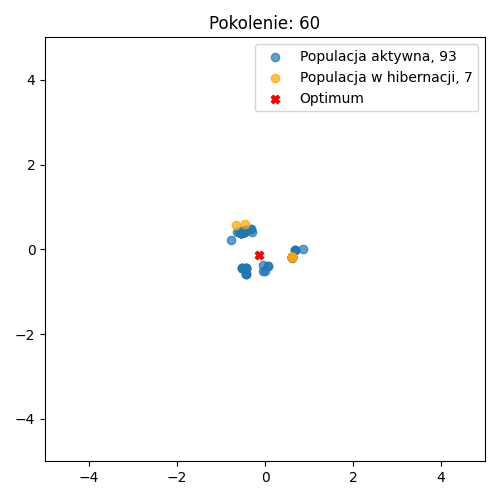 Pokolenie: 60
Populacja aktywna, 93
Populacja w hibernacji, 7
Optimum
4
2
0
−2
−4
−4 −2 0 2 4